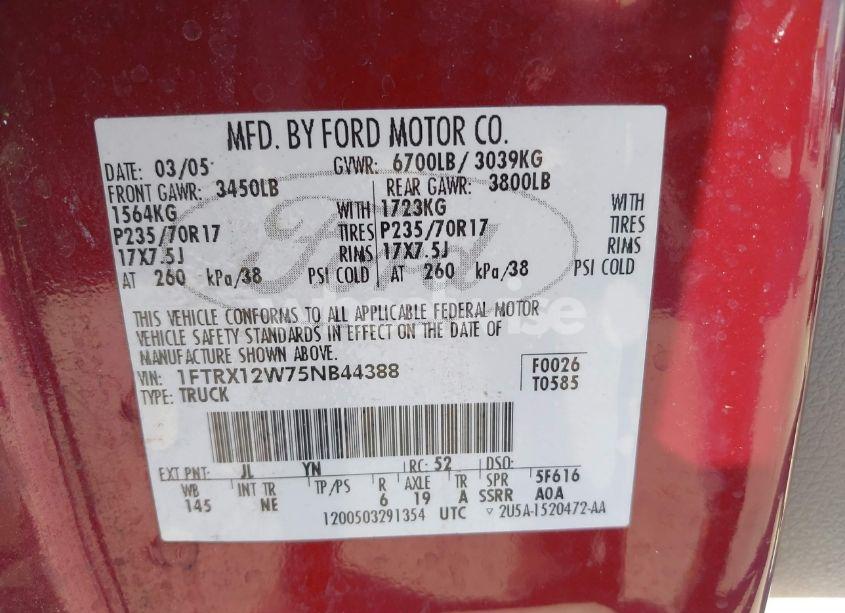 MFD. BY FORD MOTOR CO.
DATE: 03/05 GVWR: 6700LB / 3039KG
FRONT GAWR: 3450LB REAR GAWR: 3800LB
1564KG WITH 1723KG WITH
P235/70R17 TIRES P235/70R17 TIRES
17X7.5J RIMS 17X7.5J RIMS
AT 260 kPa/38 PSI COLD AT 260 kPa/38 PSI COLD
Ford
THIS VEHICLE CONFORMS TO ALL APPLICABLE FEDERAL MOTOR
VEHICLE SAFETY STANDARDS IN EFFECT ON THE DATE OF
MANUFACTURE SHOWN ABOVE.
VIN: 1FTRX12W75NB44388 F0026
TYPE: TRUCK T0585
EXT PNT: JL YN RC: 52 DSO:
WB INT TR TP/PS R AXLE TR SPR 5F616
145 NE 6 19 A SSRR A0A
1200503291354 UTC ▽ 2U5A-1520472-AA